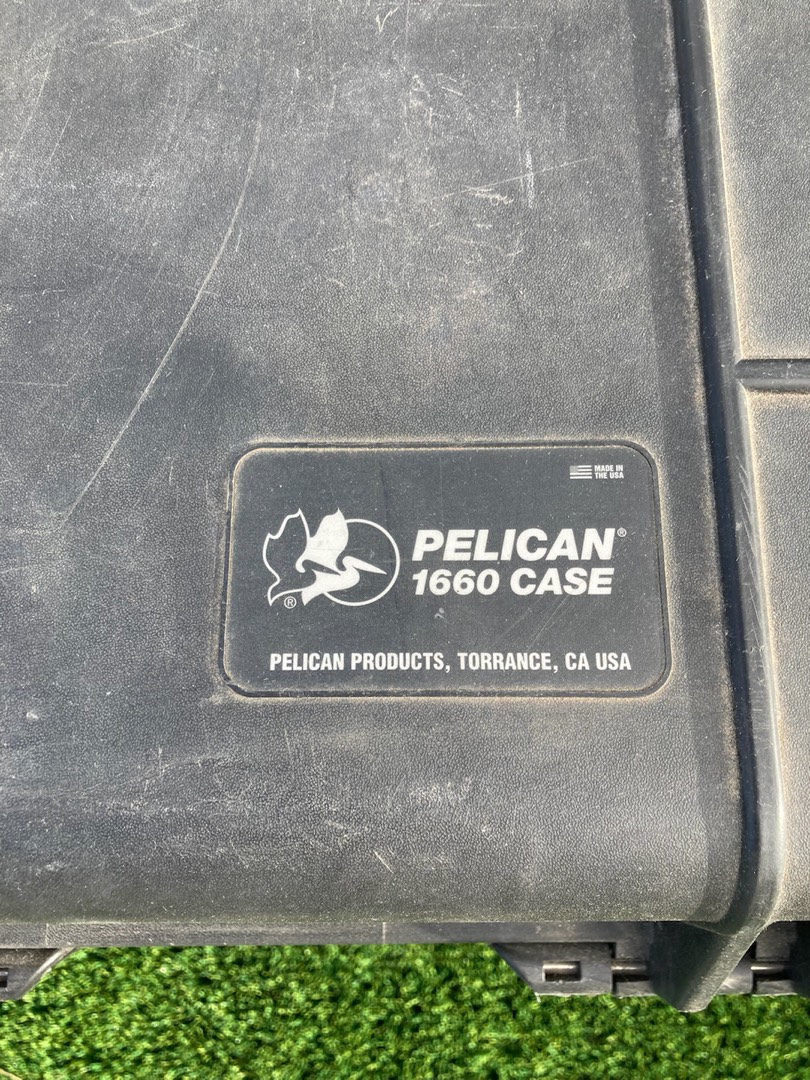 MADE IN
THE USA
PELICAN®
1660 CASE
®
PELICAN PRODUCTS, TORRANCE, CA USA